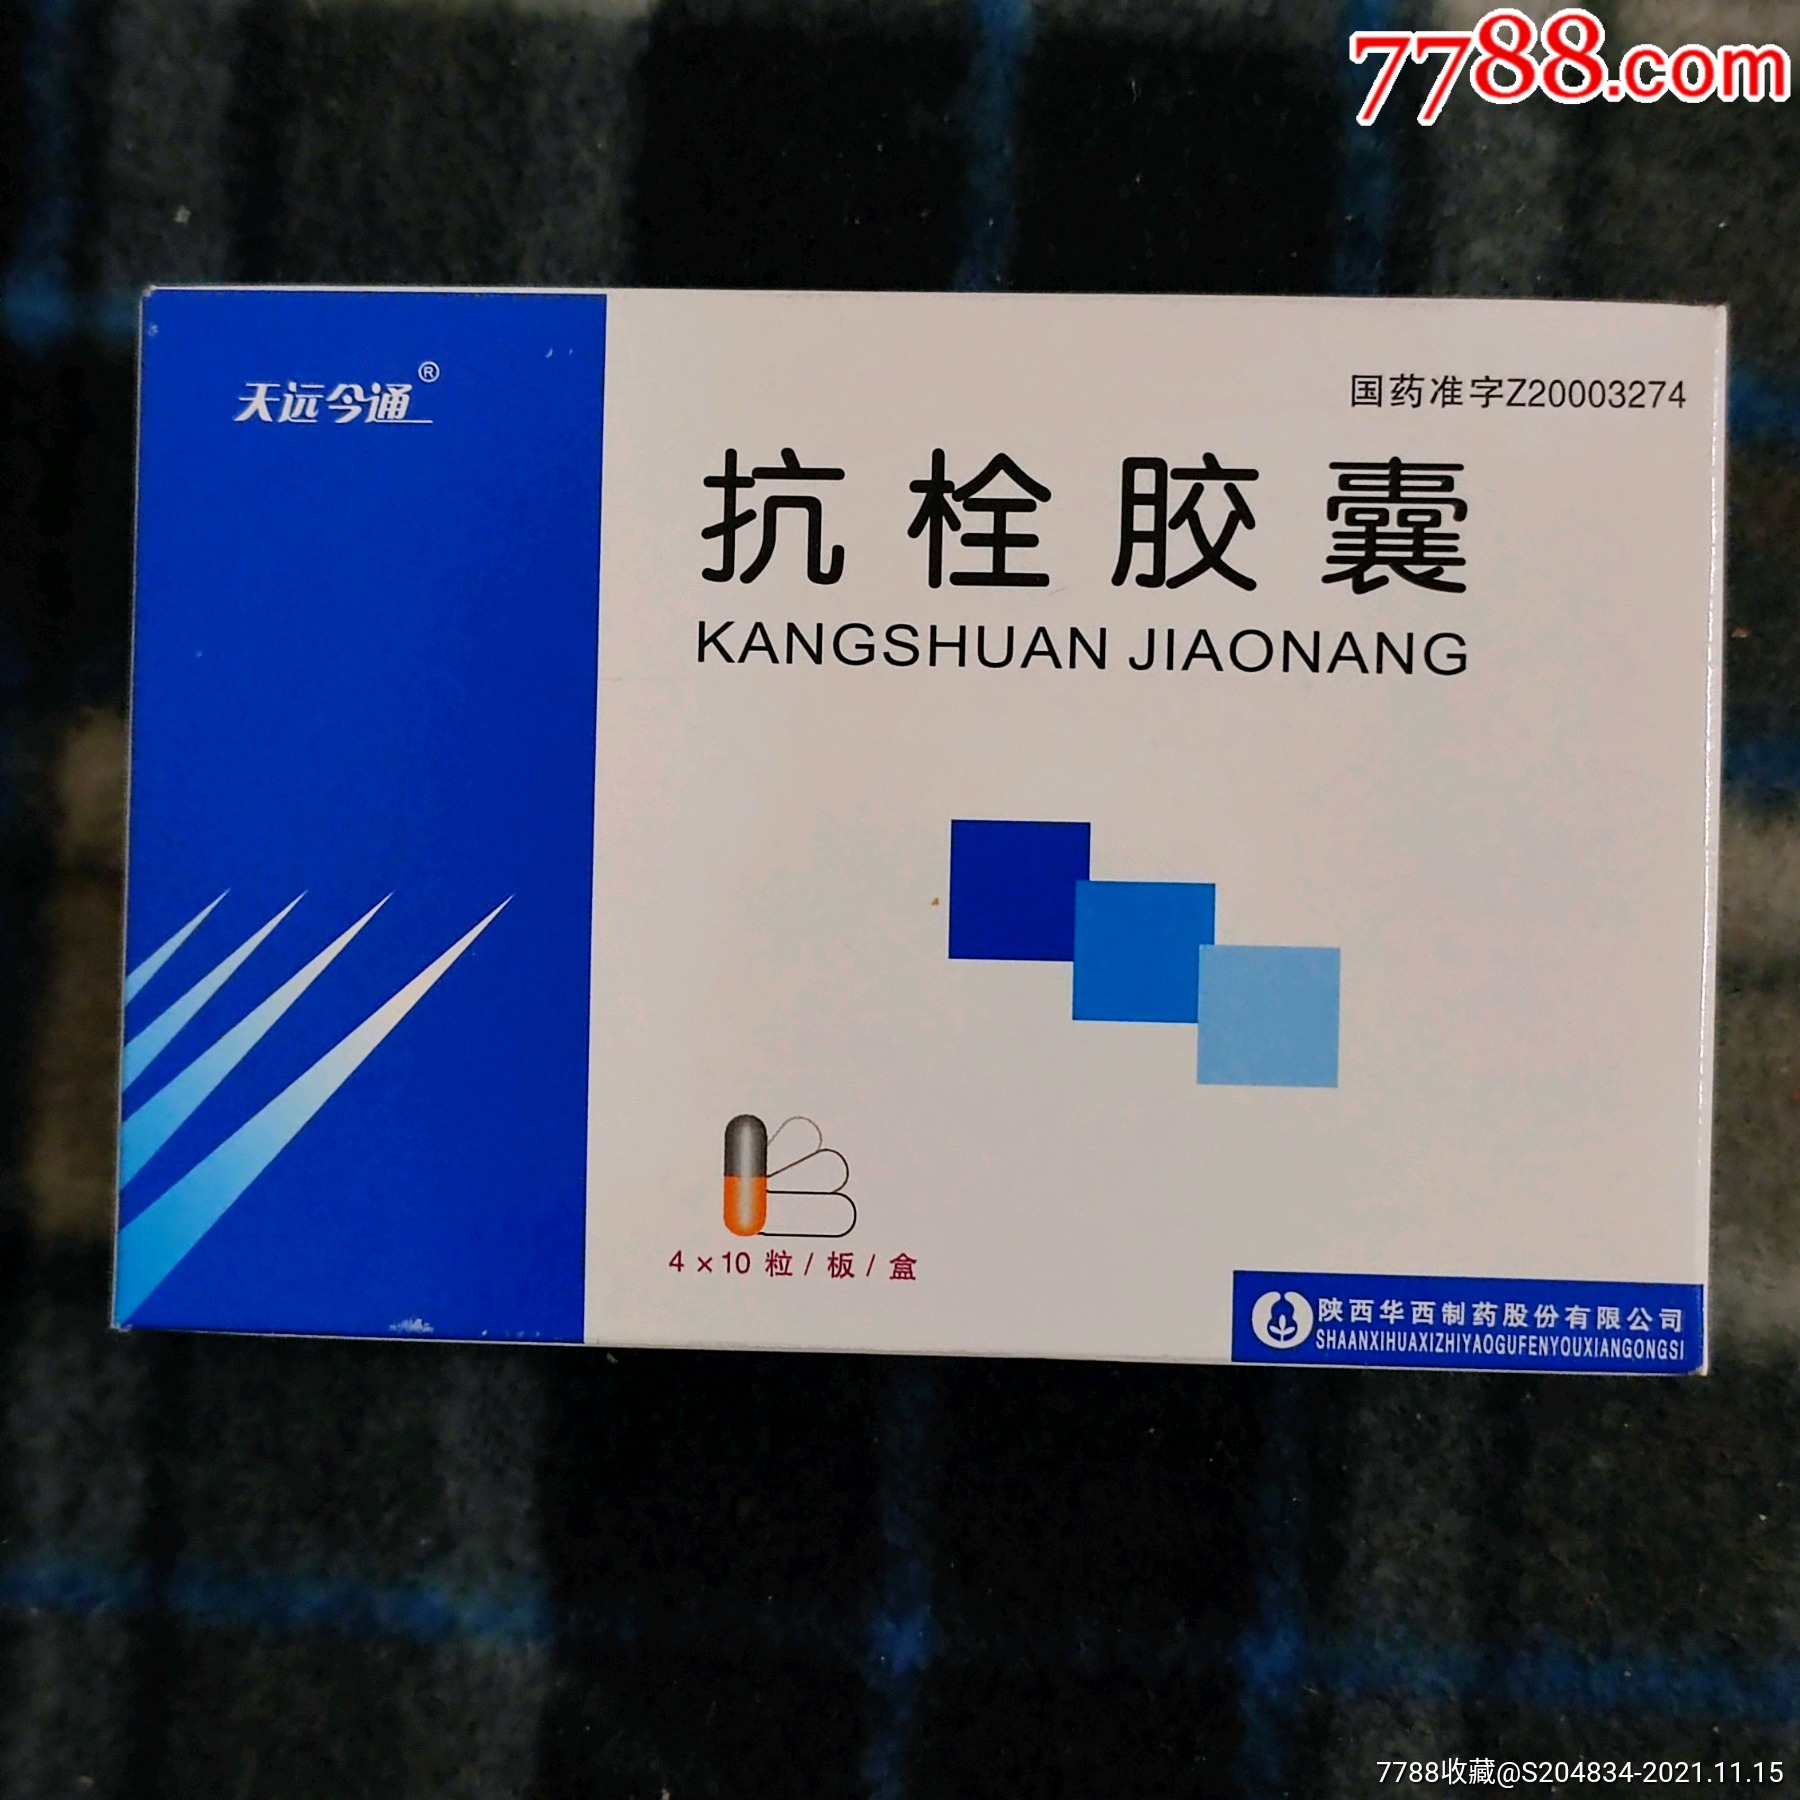 7788.com
天远今通®
国药准字Z20003274
抗栓胶囊
KANGSHUAN JIAONANG
4×10 粒/板/盒
陕西华西制药股份有限公司
SHAANXIHUAXIZHIYAOGUFENYOUXIANGONGSI
7788收藏@S204834-2021.11.15